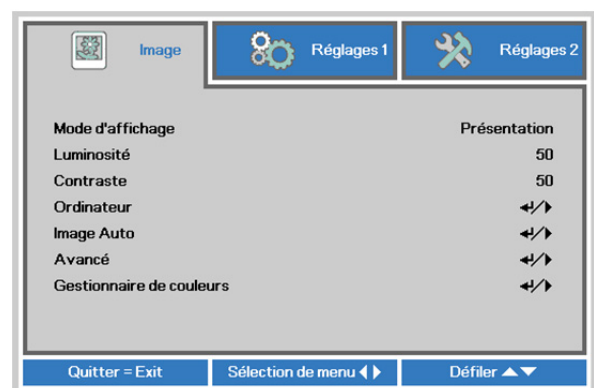 Image Réglages 1 Réglages 2
Mode d'affichage Présentation
Luminosité 50
Contraste 50
Ordinateur ↵/▶
Image Auto ↵/▶
Avancé ↵/▶
Gestionnaire de couleurs ↵/▶
Quitter = Exit Sélection de menu ◀▶ Défiler ▲▼